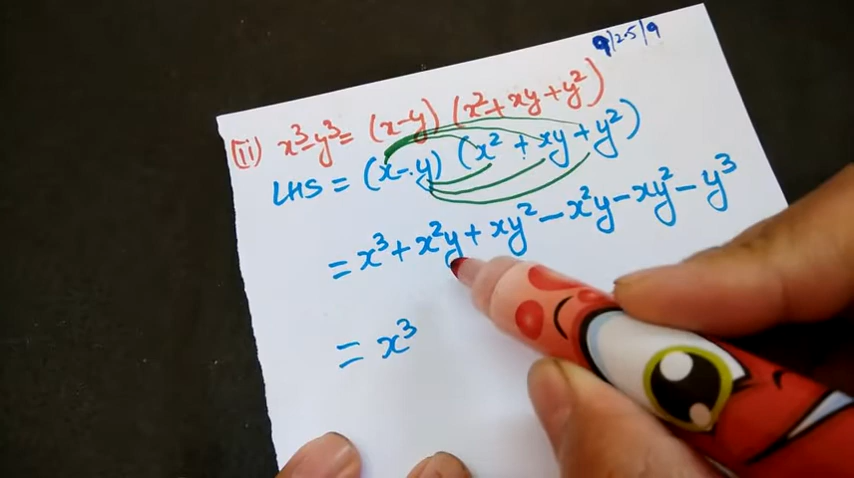 9/2.5/9
(ii) x³-y³= (x-y) (x²+xy+y²)
LHS = (x-y) (x² + xy + y²)
= x³ + x²y + xy² - x²y - xy² - y³
= x³